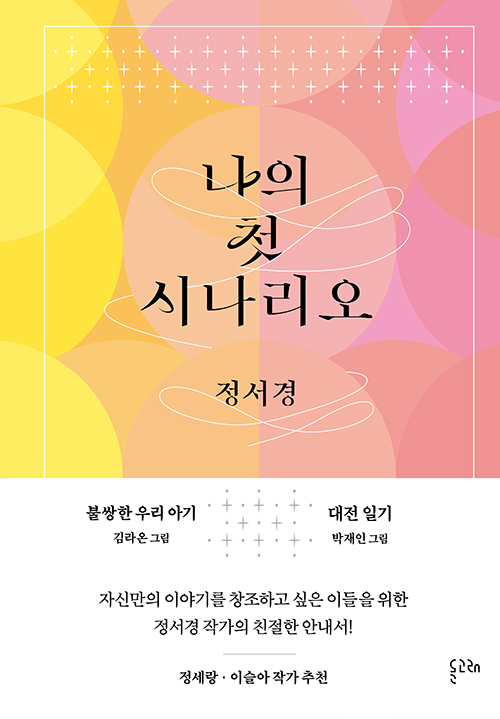 나의
첫
시나리오
정서경
불쌍한 우리 아기
김라온 그림
대전 일기
박재인 그림
자신만의 이야기를 창조하고 싶은 이들을 위한
정서경 작가의 친절한 안내서!
정세랑 · 이슬아 작가 추천
돌고래